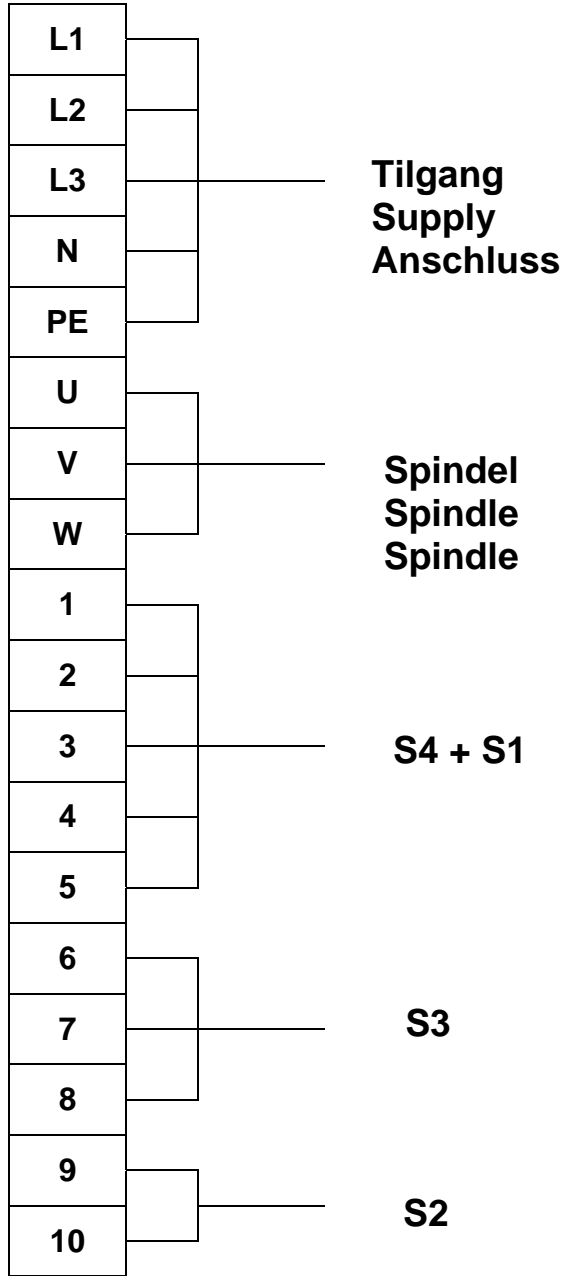 L1
L2
L3
N
PE
Tilgang
Supply
Anschluss
U
V
W
Spindel
Spindle
Spindle
1
2
3
4
5
S4 + S1
6
7
8
S3
9
10
S2